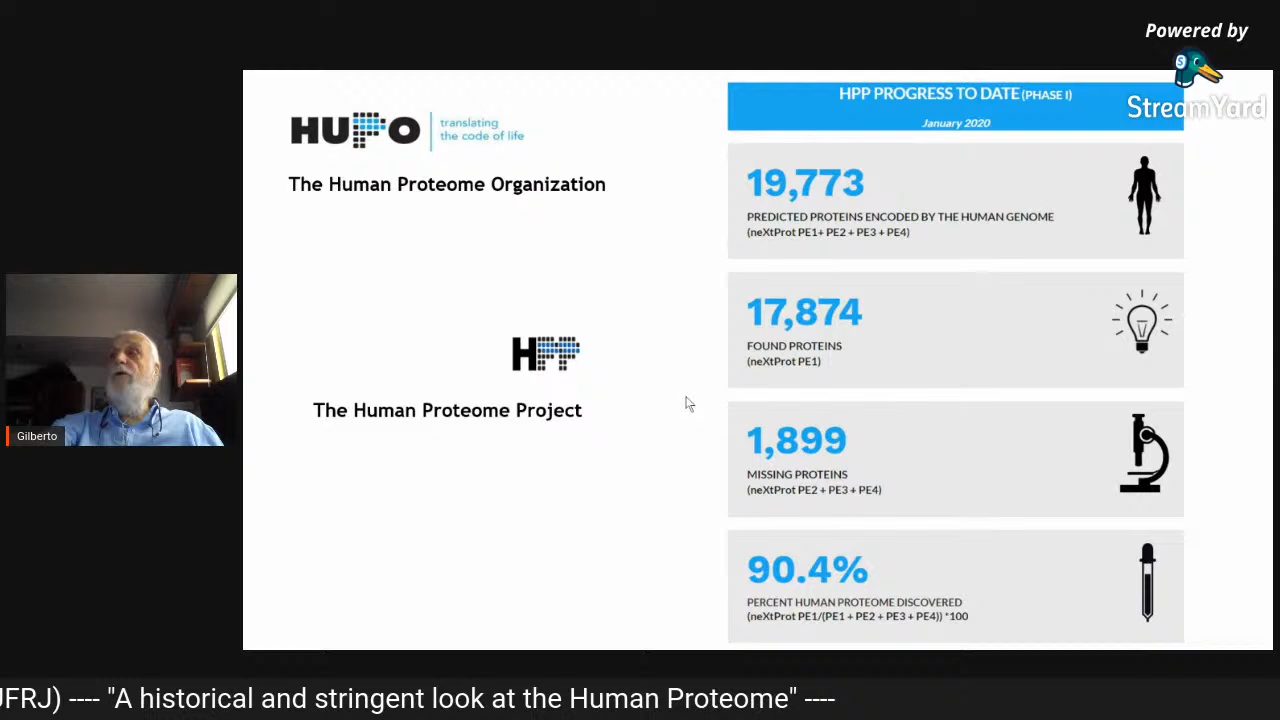 Powered by
StreamYard
HUPO
translating
the code of life
The Human Proteome Organization
HPP
The Human Proteome Project
HPP PROGRESS TO DATE (PHASE I)
January 2020
19,773
PREDICTED PROTEINS ENCODED BY THE HUMAN GENOME
(neXtProt PE1+ PE2 + PE3 + PE4)
17,874
FOUND PROTEINS
(neXtProt PE1)
1,899
MISSING PROTEINS
(neXtProt PE2 + PE3 + PE4)
90.4%
PERCENT HUMAN PROTEOME DISCOVERED
(neXtProt PE1/(PE1 + PE2 + PE3 + PE4)) *100
Gilberto
JFRJ) ---- "A historical and stringent look at the Human Proteome" ----